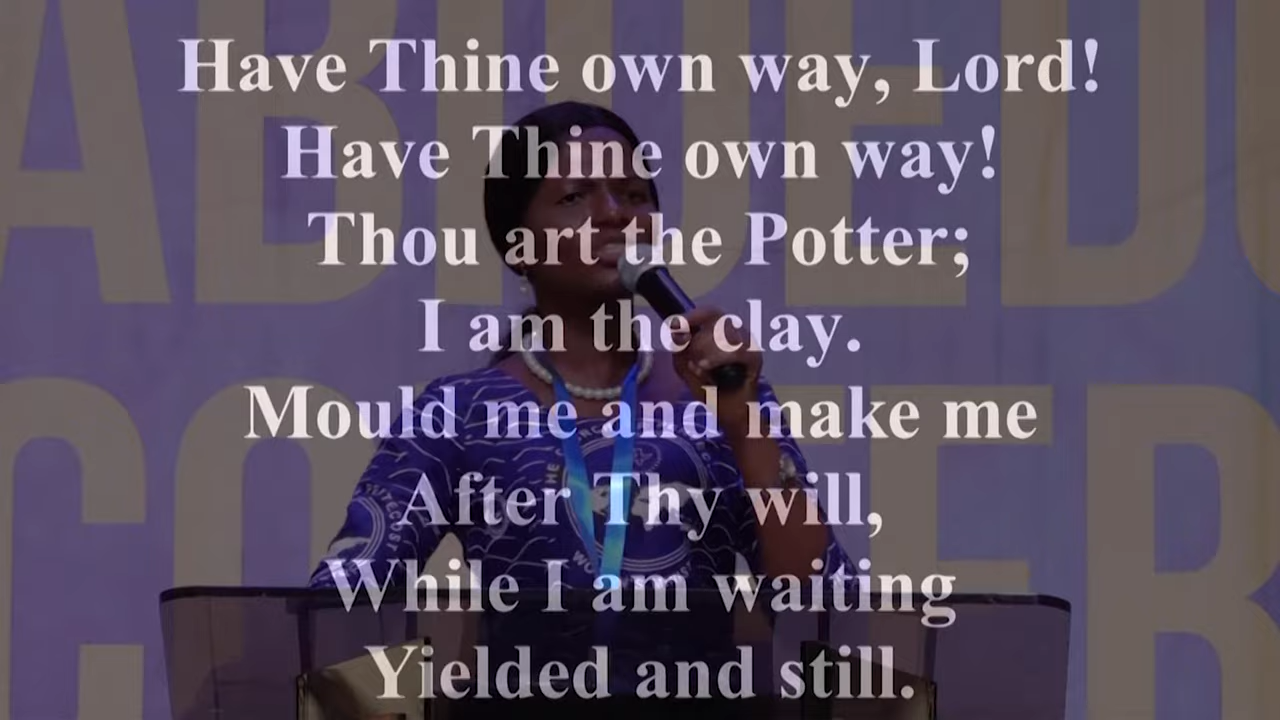 Have Thine own way, Lord!
Have Thine own way!
Thou art the Potter;
I am the clay.
Mould me and make me
After Thy will,
While I am waiting
Yielded and still.